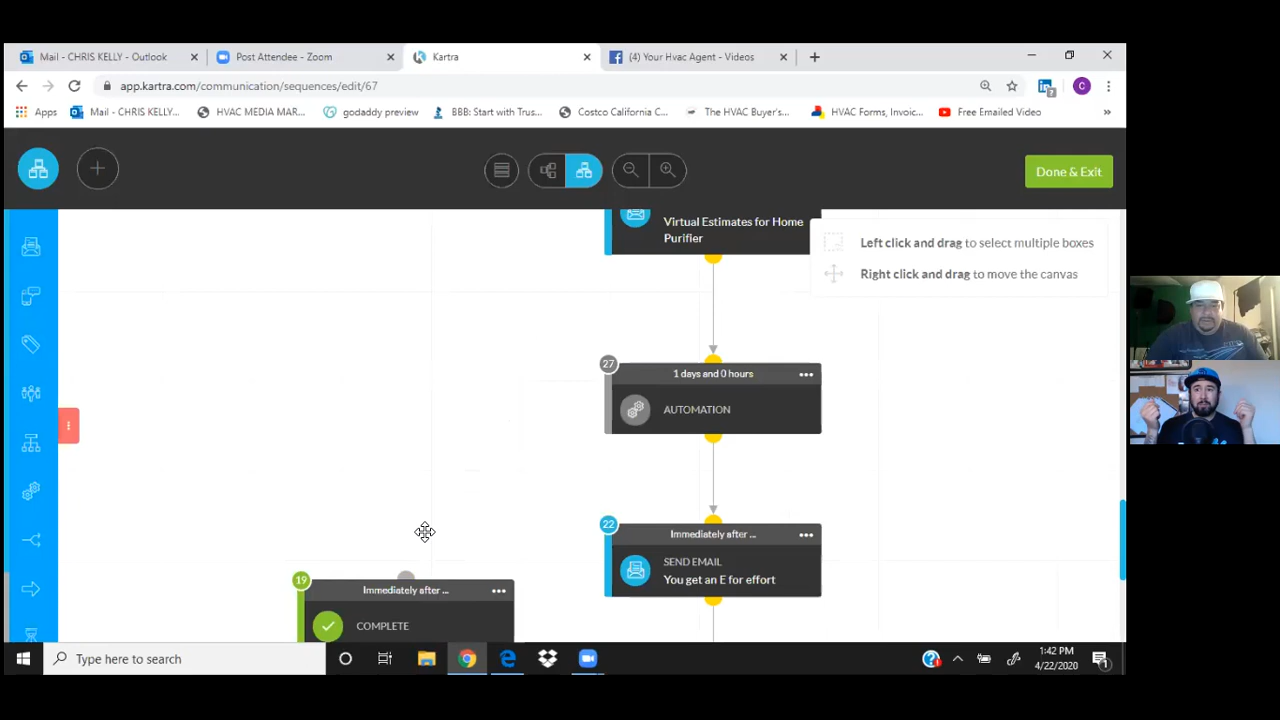 Mail - CHRIS KELLY - Outlook
Post Attendee - Zoom
Kartra
(4) Your Hvac Agent - Videos
app.kartra.com/communication/sequences/edit/67
C
Apps
Mail - CHRIS KELLY...
HVAC MEDIA MAR...
godaddy preview
BBB: Start with Trus...
Costco California C...
The HVAC Buyer's...
HVAC Forms, Invoic...
Free Emailed Video
Done & Exit
Virtual Estimates for Home
Purifier
Left click and drag to select multiple boxes
Right click and drag to move the canvas
27
1 days and 0 hours
AUTOMATION
22
Immediately after ...
SEND EMAIL
You get an E for effort
19
Immediately after ...
COMPLETE
Type here to search
1:42 PM
4/22/2020